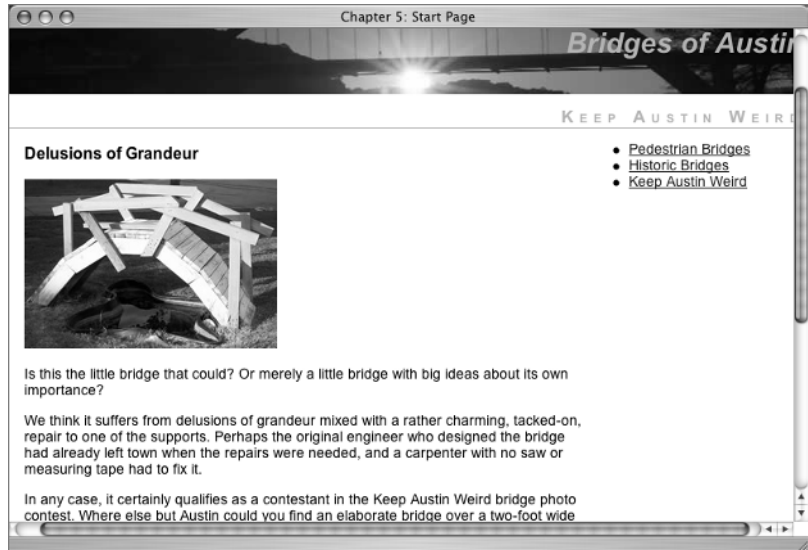 Chapter 5: Start Page
Bridges of Austin
KEEP AUSTIN WEIRD
Delusions of Grandeur
Pedestrian Bridges
Historic Bridges
Keep Austin Weird
Is this the little bridge that could? Or merely a little bridge with big ideas about its own
importance?
We think it suffers from delusions of grandeur mixed with a rather charming, tacked-on,
repair to one of the supports. Perhaps the original engineer who designed the bridge
had already left town when the repairs were needed, and a carpenter with no saw or
measuring tape had to fix it.
In any case, it certainly qualifies as a contestant in the Keep Austin Weird bridge photo
contest. Where else but Austin could you find an elaborate bridge over a two-foot wide